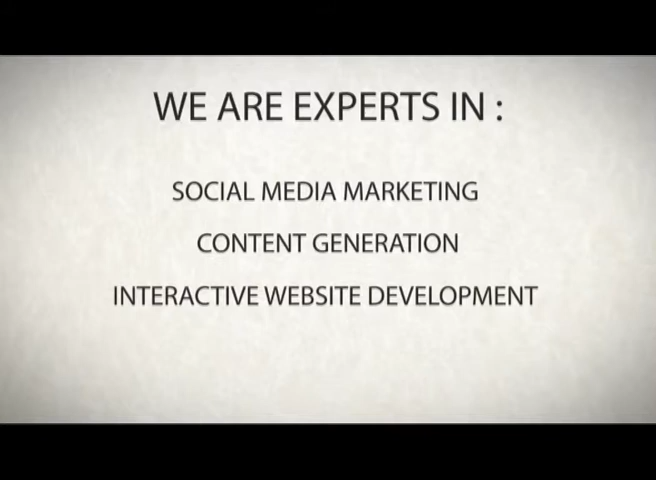 WE ARE EXPERTS IN :
SOCIAL MEDIA MARKETING
CONTENT GENERATION
INTERACTIVE WEBSITE DEVELOPMENT